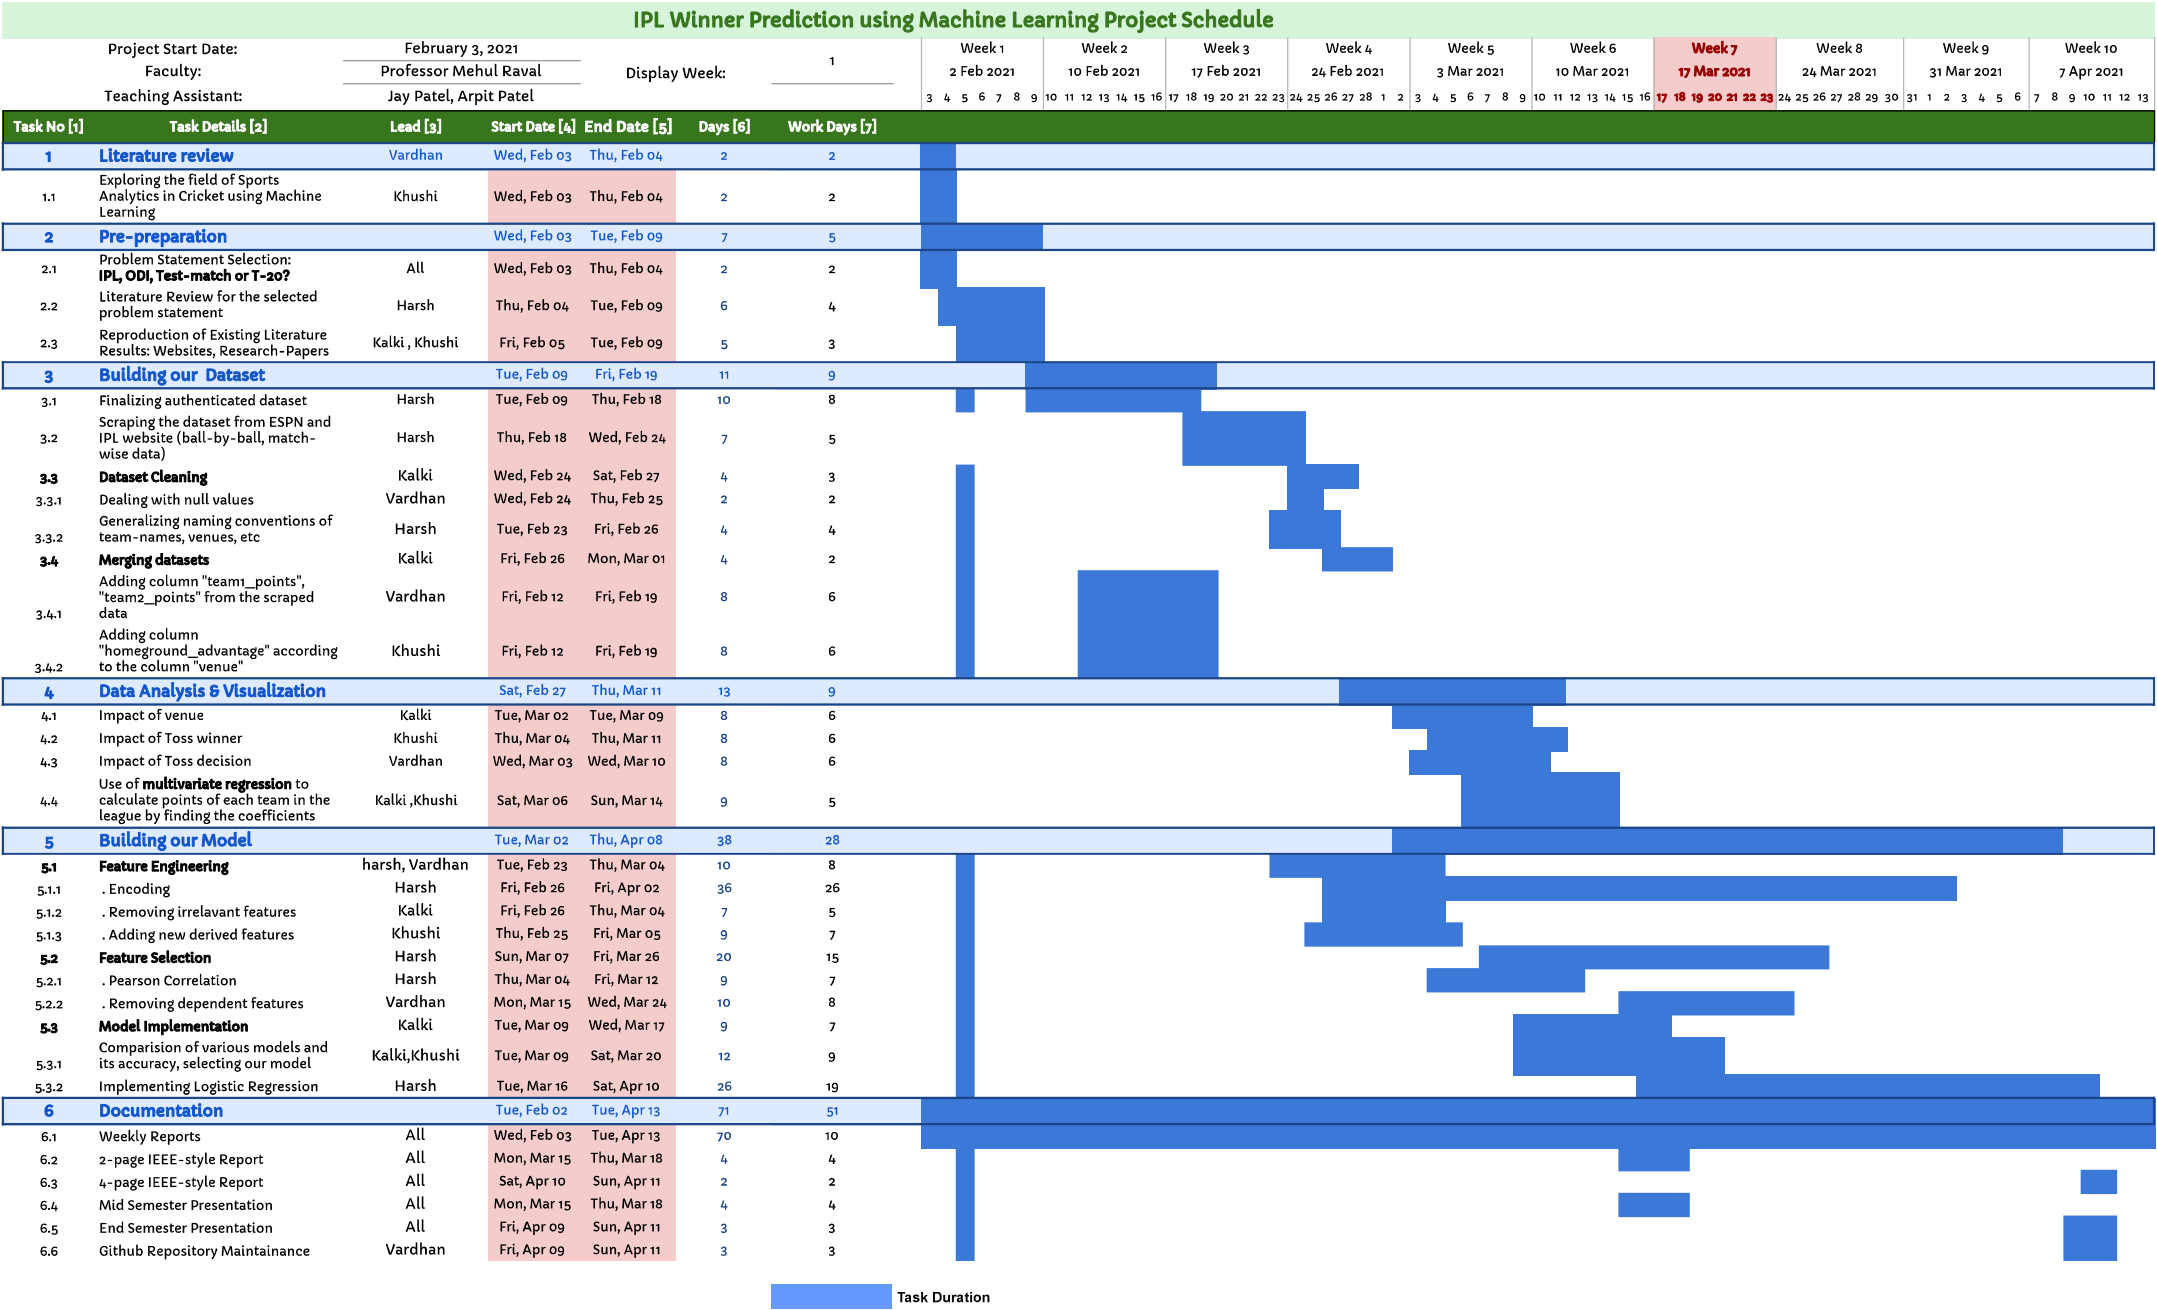 IPL Winner Prediction using Machine Learning Project Schedule
Project Start Date: February 3, 2021
Faculty: Professor Mehul Raval
Teaching Assistant: Jay Patel, Arpit Patel
Display Week: 1
Week 1 Week 2 Week 3 Week 4 Week 5 Week 6 Week 7 Week 8 Week 9 Week 10
2 Feb 2021 10 Feb 2021 17 Feb 2021 24 Feb 2021 3 Mar 2021 10 Mar 2021 17 Mar 2021 24 Mar 2021 31 Mar 2021 7 Apr 2021
3 4 5 6 7 8 9 10 11 12 13 14 15 16 17 18 19 20 21 22 23 24 25 26 27 28 1 2 3 4 5 6 7 8 9 10 11 12 13 14 15 16 17 18 19 20 21 22 23 24 25 26 27 28 29 30 31 1 2 3 4 5 6 7 8 9 10 11 12 13
Task No [1] Task Details [2] Lead [3] Start Date [4] End Date [5] Days [6] Work Days [7]
1 Literature review Vardhan Wed, Feb 03 Thu, Feb 04 2 2
Exploring the field of Sports
1.1 Analytics in Cricket using Machine Khushi Wed, Feb 03 Thu, Feb 04 2 2
Learning
2 Pre-preparation Wed, Feb 03 Tue, Feb 09 7 5
Problem Statement Selection:
2.1 IPL, ODI, Test-match or T-20? All Wed, Feb 03 Thu, Feb 04 2 2
Literature Review for the selected
2.2 problem statement Harsh Thu, Feb 04 Tue, Feb 09 6 4
Reproduction of Existing Literature
2.3 Results: Websites, Research-Papers Kalki , Khushi Fri, Feb 05 Tue, Feb 09 5 3
3 Building our Dataset Tue, Feb 09 Fri, Feb 19 11 9
3.1 Finalizing authenticated dataset Harsh Tue, Feb 09 Thu, Feb 18 10 8
Scraping the dataset from ESPN and
3.2 IPL website (ball-by-ball, match- Harsh Thu, Feb 18 Wed, Feb 24 7 5
wise data)
3.3 Dataset Cleaning Kalki Wed, Feb 24 Sat, Feb 27 4 3
3.3.1 Dealing with null values Vardhan Wed, Feb 24 Thu, Feb 25 2 2
Generalizing naming conventions of
3.3.2 team-names, venues, etc Harsh Tue, Feb 23 Fri, Feb 26 4 4
3.4 Merging datasets Kalki Fri, Feb 26 Mon, Mar 01 4 2
Adding column "team1_points",
"team2_points" from the scraped Vardhan Fri, Feb 12 Fri, Feb 19 8 6
3.4.1 data
Adding column
"homeground_advantage" according Khushi Fri, Feb 12 Fri, Feb 19 8 6
3.4.2 to the column "venue"
4 Data Analysis & Visualization Sat, Feb 27 Thu, Mar 11 13 9
4.1 Impact of venue Kalki Tue, Mar 02 Tue, Mar 09 8 6
4.2 Impact of Toss winner Khushi Thu, Mar 04 Thu, Mar 11 8 6
4.3 Impact of Toss decision Vardhan Wed, Mar 03 Wed, Mar 10 8 6
Use of multivariate regression to
4.4 calculate points of each team in the Kalki ,Khushi Sat, Mar 06 Sun, Mar 14 9 5
league by finding the coefficients
5 Building our Model Tue, Mar 02 Thu, Apr 08 38 28
5.1 Feature Engineering harsh, Vardhan Tue, Feb 23 Thu, Mar 04 10 8
5.1.1 . Encoding Harsh Fri, Feb 26 Fri, Apr 02 36 26
5.1.2 . Removing irrelavant features Kalki Fri, Feb 26 Thu, Mar 04 7 5
5.1.3 . Adding new derived features Khushi Thu, Feb 25 Fri, Mar 05 9 7
5.2 Feature Selection Harsh Sun, Mar 07 Fri, Mar 26 20 15
5.2.1 . Pearson Correlation Harsh Thu, Mar 04 Fri, Mar 12 9 7
5.2.2 . Removing dependent features Vardhan Mon, Mar 15 Wed, Mar 24 10 8
5.3 Model Implementation Kalki Tue, Mar 09 Wed, Mar 17 9 7
Comparision of various models and
5.3.1 its accuracy, selecting our model Kalki,Khushi Tue, Mar 09 Sat, Mar 20 12 9
5.3.2 Implementing Logistic Regression Harsh Tue, Mar 16 Sat, Apr 10 26 19
6 Documentation Tue, Feb 02 Tue, Apr 13 71 51
6.1 Weekly Reports All Wed, Feb 03 Tue, Apr 13 70 10
6.2 2-page IEEE-style Report All Mon, Mar 15 Thu, Mar 18 4 4
6.3 4-page IEEE-style Report All Sat, Apr 10 Sun, Apr 11 2 2
6.4 Mid Semester Presentation All Mon, Mar 15 Thu, Mar 18 4 4
6.5 End Semester Presentation All Fri, Apr 09 Sun, Apr 11 3 3
6.6 Github Repository Maintainance Vardhan Fri, Apr 09 Sun, Apr 11 3 3
Task Duration